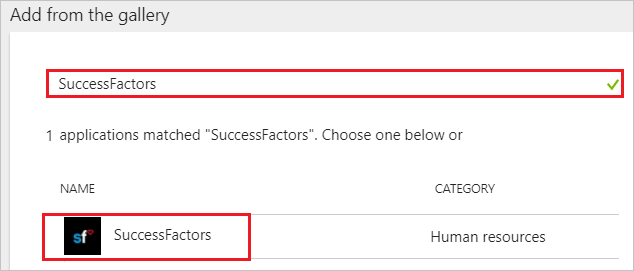 Add from the gallery
SuccessFactors
1 applications matched "SuccessFactors". Choose one below or
NAME CATEGORY
sf SuccessFactors Human resources